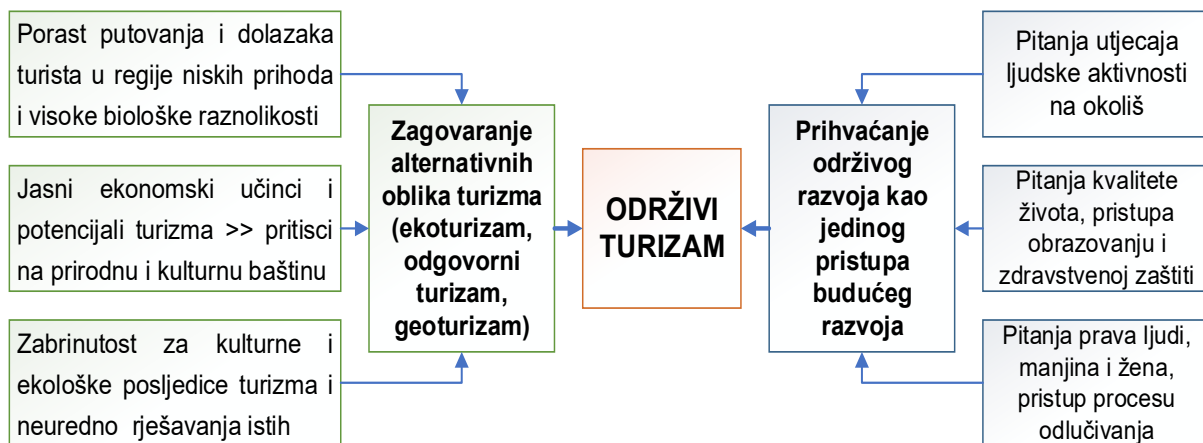 Porast putovanja i dolazaka
turista u regije niskih prihoda
i visoke biološke raznolikosti
Jasni ekonomski učinci i
potencijali turizma >> pritisci
na prirodnu i kulturnu baštinu
Zabrinutost za kulturne i
ekološke posljedice turizma i
neuredno rješavanja istih
Zagovaranje
alternativnih
oblika turizma
(ekoturizam,
odgovorni
turizam,
geoturizam)
ODRŽIVI
TURIZAM
Prihvaćanje
održivog
razvoja kao
jedinog
pristupa
budućeg
razvoja
Pitanja utjecaja
ljudske aktivnosti
na okoliš
Pitanja kvalitete
života, pristupa
obrazovanju i
zdravstvenoj zaštiti
Pitanja prava ljudi,
manjina i žena,
pristup procesu
odlučivanja